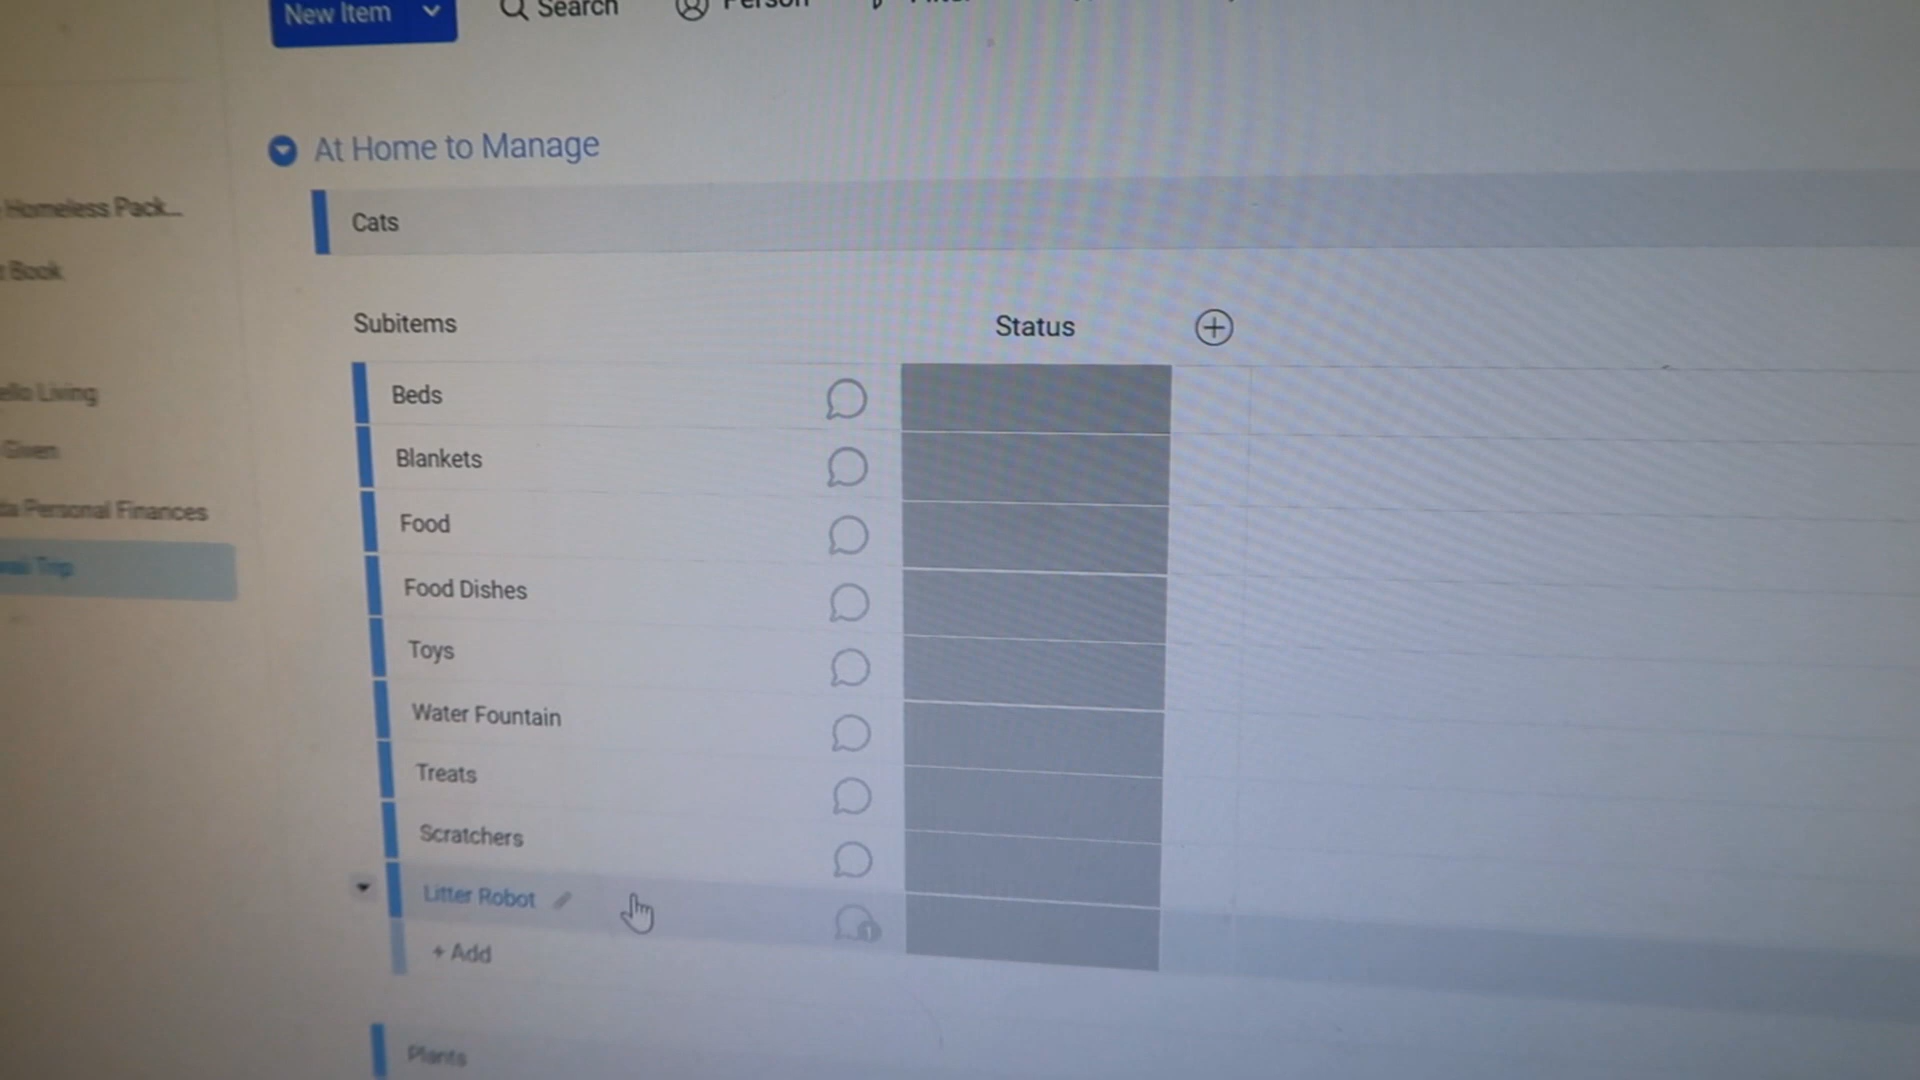 New Item
Search
Person
At Home to Manage
Homeless Pack...
Cats
Book
Subitems
Status
Beds
Living
Blankets
Given
Personal Finances
Food
Trip
Food Dishes
Toys
Water Fountain
Treats
Scratchers
Litter Robot
1
+ Add
Plants